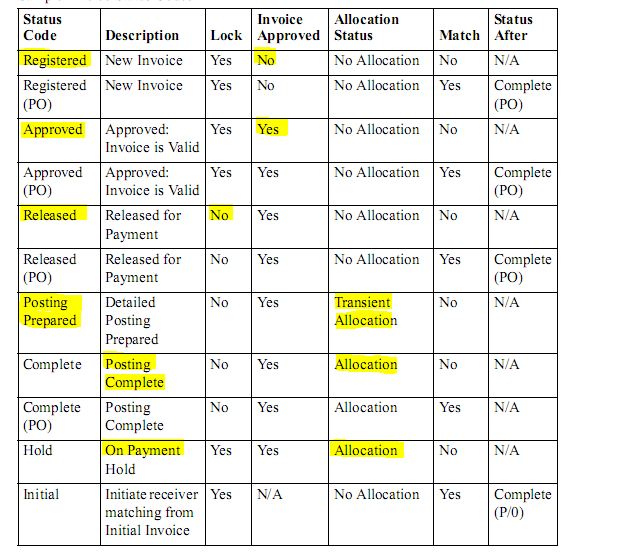 Status Code | Description | Lock | Invoice Approved | Allocation Status | Match | Status After
Registered | New Invoice | Yes | No | No Allocation | No | N/A
Registered (PO) | New Invoice | Yes | No | No Allocation | Yes | Complete (PO)
Approved | Approved: Invoice is Valid | Yes | Yes | No Allocation | No | N/A
Approved (PO) | Approved: Invoice is Valid | Yes | Yes | No Allocation | Yes | Complete (PO)
Released | Released for Payment | No | Yes | No Allocation | No | N/A
Released (PO) | Released for Payment | No | Yes | No Allocation | Yes | Complete (PO)
Posting Prepared | Detailed Posting Prepared | No | Yes | Transient Allocation | No | N/A
Complete | Posting Complete | No | Yes | Allocation | No | N/A
Complete (PO) | Posting Complete | No | Yes | Allocation | Yes | N/A
Hold | On Payment Hold | Yes | Yes | Allocation | No | N/A
Initial | Initiate receiver matching from Initial Invoice | Yes | N/A | No Allocation | Yes | Complete (P/0)